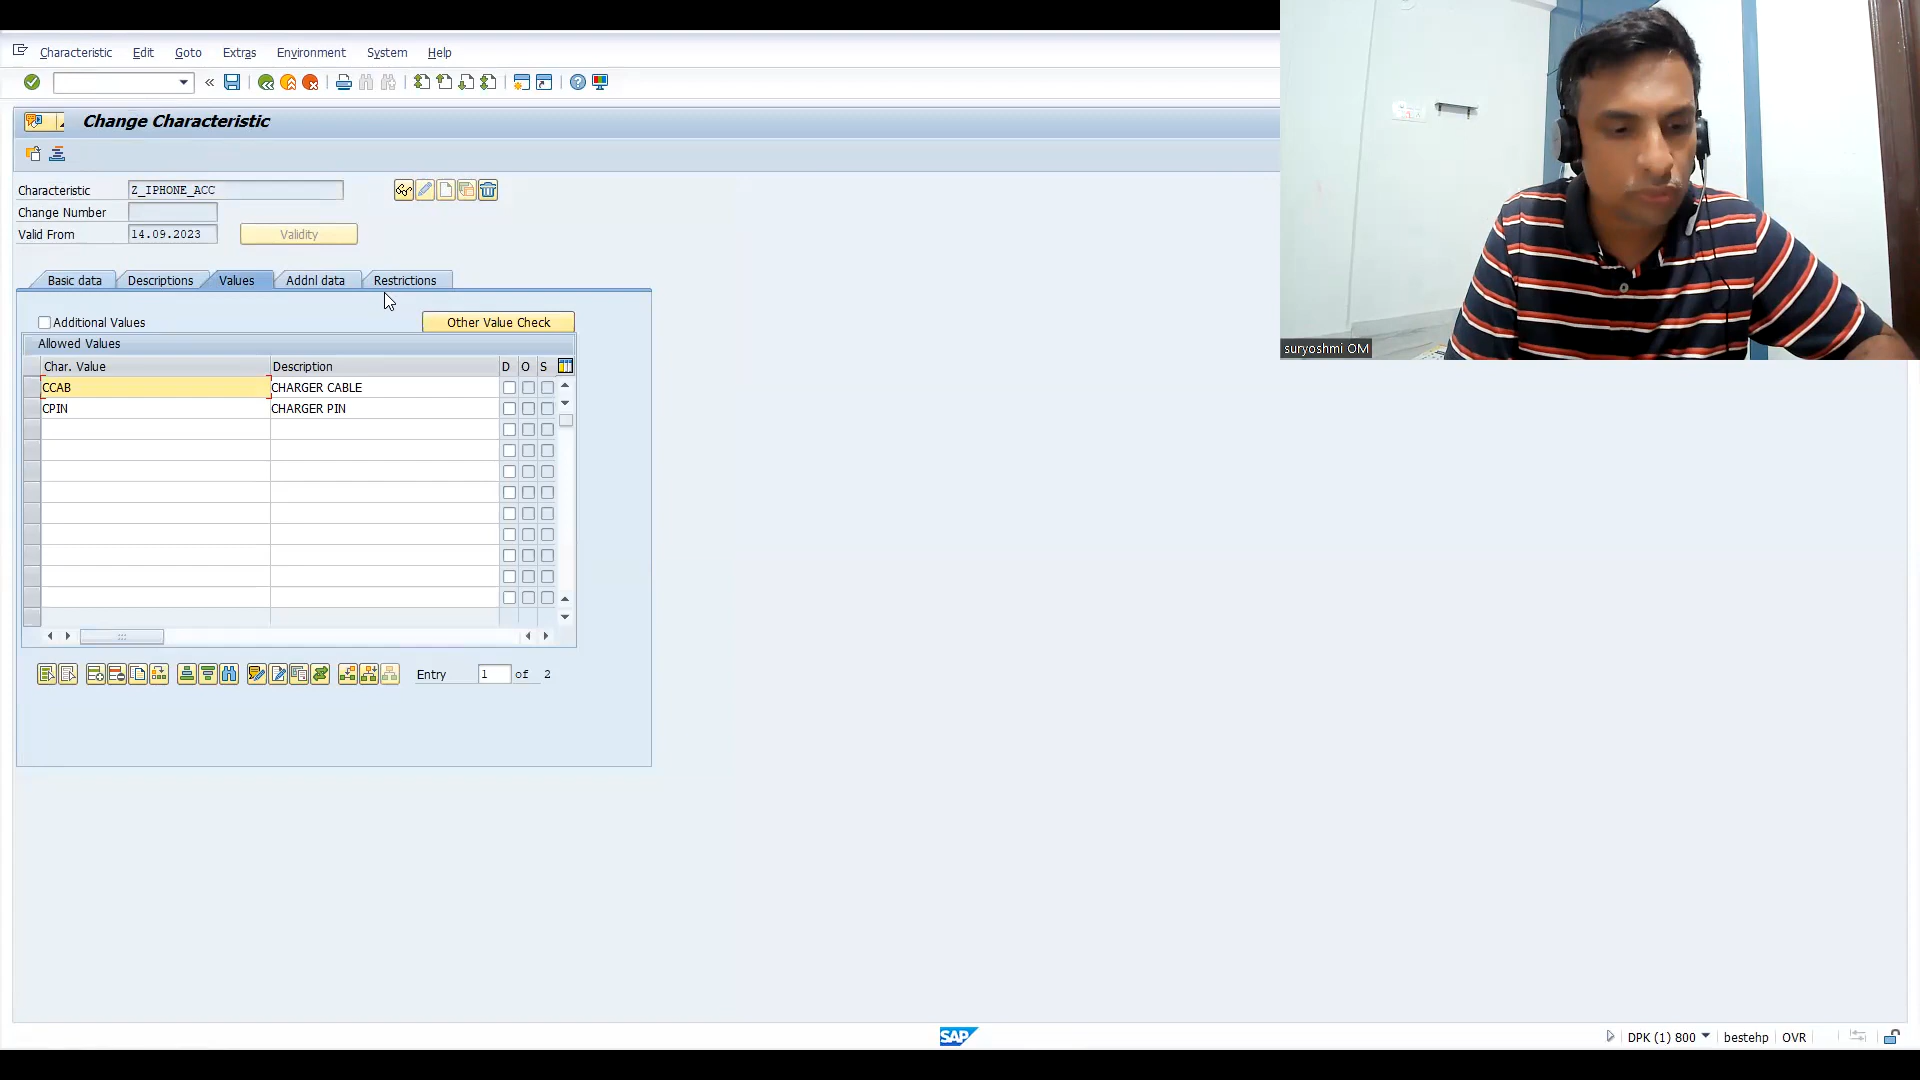 Characteristic Edit Goto Extras Environment System Help
Change Characteristic
Characteristic Z_IPHONE_ACC
Change Number
Valid From 14.09.2023 Validity
Basic data Descriptions Values Addnl data Restrictions
Additional Values Other Value Check
Allowed Values
Char. Value Description D O S
CCAB CHARGER CABLE
CPIN CHARGER PIN
Entry 1 of 2
suryoshmi OM
SAP
DPK (1) 800 bestehp OVR